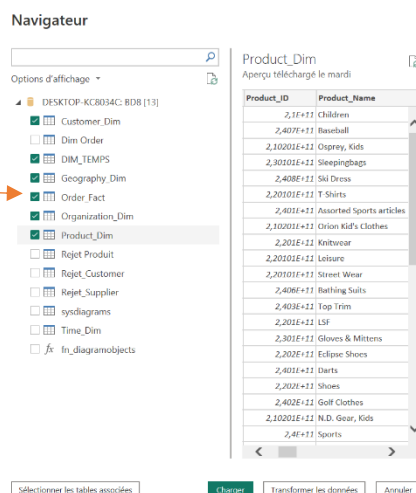 Navigateur
Options d'affichage
DESKTOP-KC8034C: BD8 [13]
Customer_Dim
Dim Order
DIM_TEMPS
Geography_Dim
Order_Fact
Organization_Dim
Product_Dim
Rejet Produit
Rejet_Customer
Rejet_Supplier
sysdiagrams
Time_Dim
fx fn_diagramobjects
Product_Dim
Aperçu téléchargé le mardi
Product_ID Product_Name
2,1E+11 Children
2,407E+11 Baseball
2,10201E+11 Osprey, Kids
2,30101E+11 Sleepingbags
2,408E+11 Ski Dress
2,20101E+11 T-Shirts
2,401E+11 Assorted Sports articles
2,10201E+11 Orion Kid's Clothes
2,201E+11 Knitwear
2,20101E+11 Leisure
2,20101E+11 Street Wear
2,406E+11 Bathing Suits
2,403E+11 Top Trim
2,201E+11 LSF
2,301E+11 Gloves & Mittens
2,202E+11 Eclipse Shoes
2,401E+11 Darts
2,202E+11 Shoes
2,402E+11 Golf Clothes
2,10201E+11 N.D. Gear, Kids
2,4E+11 Sports
Sélectionner les tables associées
Charger
Transformer les données
Annuler